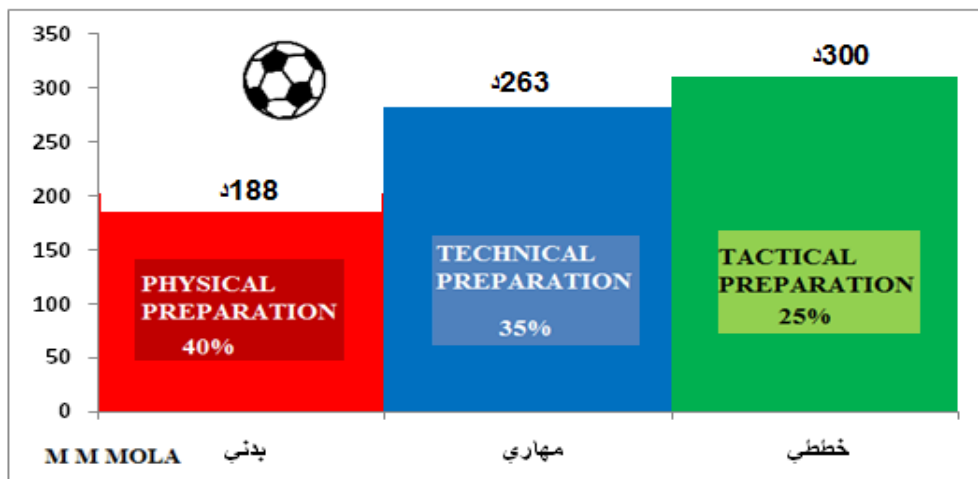 350
300
250
200
150
100
50
0
188د
263د
300د
PHYSICAL
PREPARATION
40%
TECHNICAL
PREPARATION
35%
TACTICAL
PREPARATION
25%
بدني
مهاري
خططي
M M MOLA